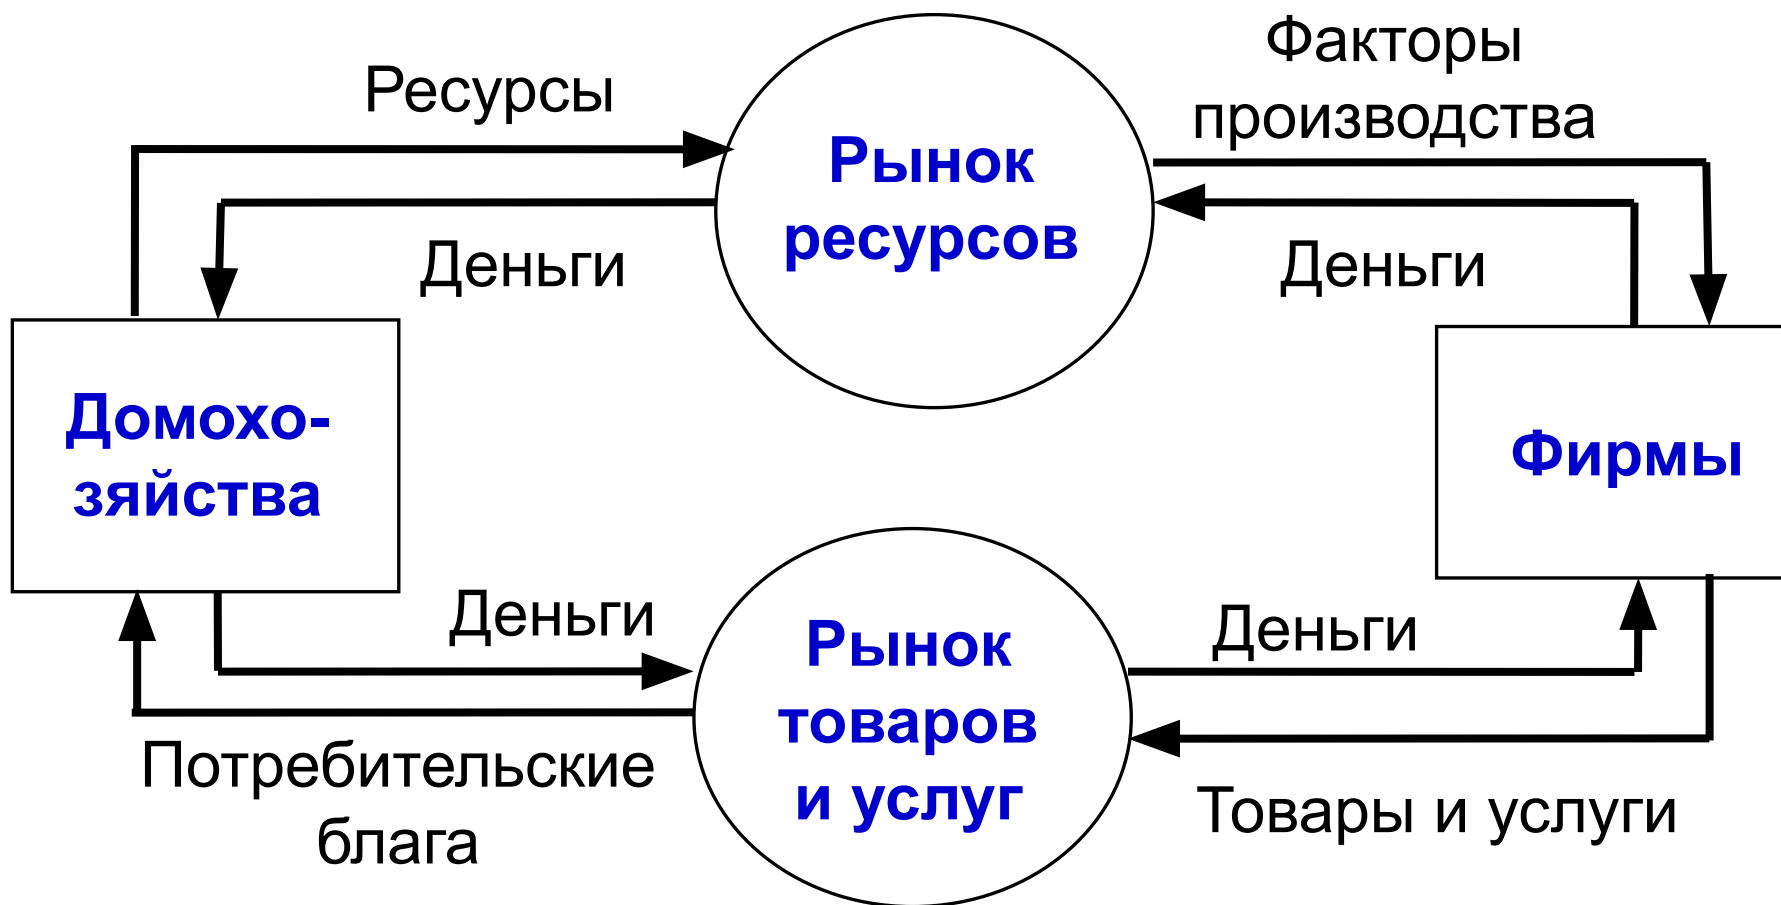 Факторы
производства
Ресурсы
Рынок
ресурсов
Деньги
Деньги
Домохо-
зяйства
Фирмы
Деньги
Рынок
товаров
и услуг
Деньги
Потребительские
блага
Товары и услуги